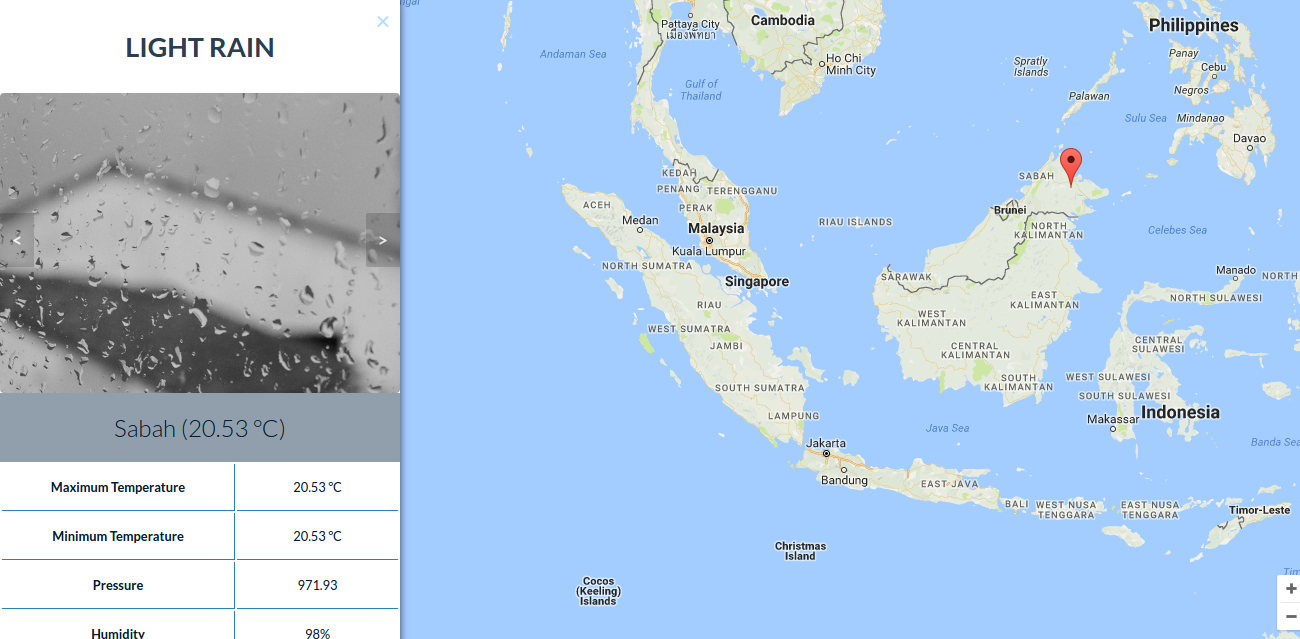 ×
LIGHT RAIN
<
>
Sabah (20.53 °C)
Maximum Temperature 20.53 °C
Minimum Temperature 20.53 °C
Pressure 971.93
Humidity 98%
Pattaya City
เมืองพัทยา
Cambodia
Philippines
Andaman Sea
Ho Chi
Minh City
Gulf of
Thailand
Spratly
Islands
Panay
Cebu
Palawan
Negros
Sulu Sea
Mindanao
Davao
KEDAH
PENANG
TERENGGANU
PERAK
SABAH
ACEH
Medan
Malaysia
Kuala Lumpur
RIAU ISLANDS
Brunei
NORTH
KALIMANTAN
Celebes Sea
NORTH SUMATRA
Singapore
SARAWAK
Manado
NORTH
RIAU
EAST
KALIMANTAN
NORTH SULAWESI
WEST SUMATRA
JAMBI
WEST
KALIMANTAN
CENTRAL
KALIMANTAN
CENTRAL
SULAWESI
SOUTH SUMATRA
SOUTH
KALIMANTAN
WEST SULAWESI
SOUTH SULAWESI
LAMPUNG
Makassar
Indonesia
Java Sea
Banda Sea
Jakarta
Bandung
EAST JAVA
BALI
WEST NUSA
TENGGARA
EAST NUSA
TENGGARA
Timor-Leste
Christmas
Island
Cocos
(Keeling)
Islands
+
−